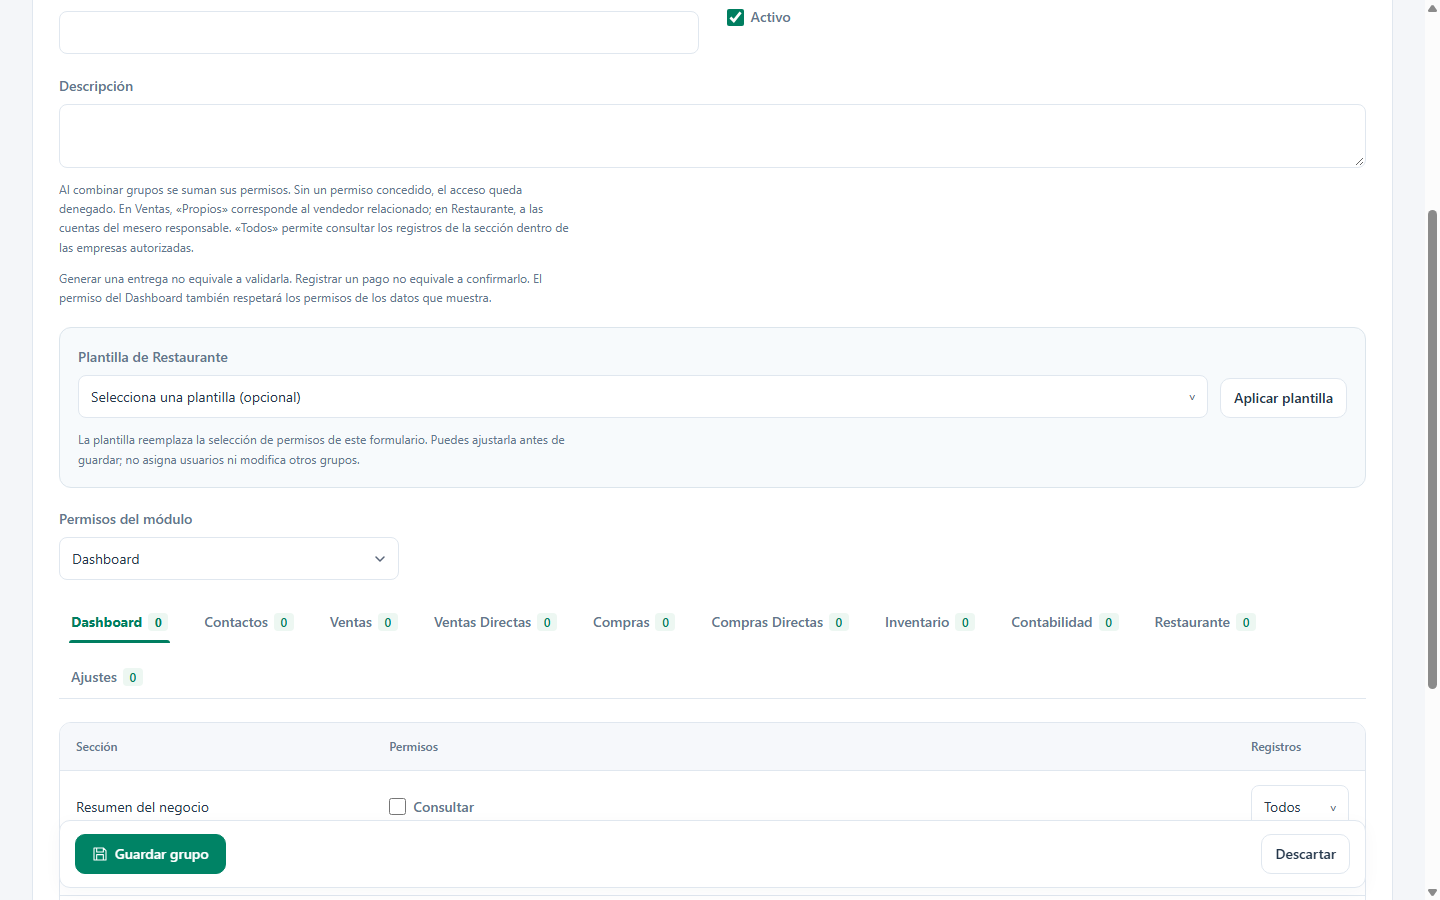 Activo
Descripción
Al combinar grupos se suman sus permisos. Sin un permiso concedido, el acceso queda
denegado. En Ventas, «Propios» corresponde al vendedor relacionado; en Restaurante, a las
cuentas del mesero responsable. «Todos» permite consultar los registros de la sección dentro de
las empresas autorizadas.
Generar una entrega no equivale a validarla. Registrar un pago no equivale a confirmarlo. El
permiso del Dashboard también respetará los permisos de los datos que muestra.
Plantilla de Restaurante
Selecciona una plantilla (opcional)
Aplicar plantilla
La plantilla reemplaza la selección de permisos de este formulario. Puedes ajustarla antes de
guardar; no asigna usuarios ni modifica otros grupos.
Permisos del módulo
Dashboard
Dashboard 0 Contactos 0 Ventas 0 Ventas Directas 0 Compras 0 Compras Directas 0 Inventario 0 Contabilidad 0 Restaurante 0
Ajustes 0
Sección Permisos Registros
Resumen del negocio Consultar Todos
Guardar grupo Descartar